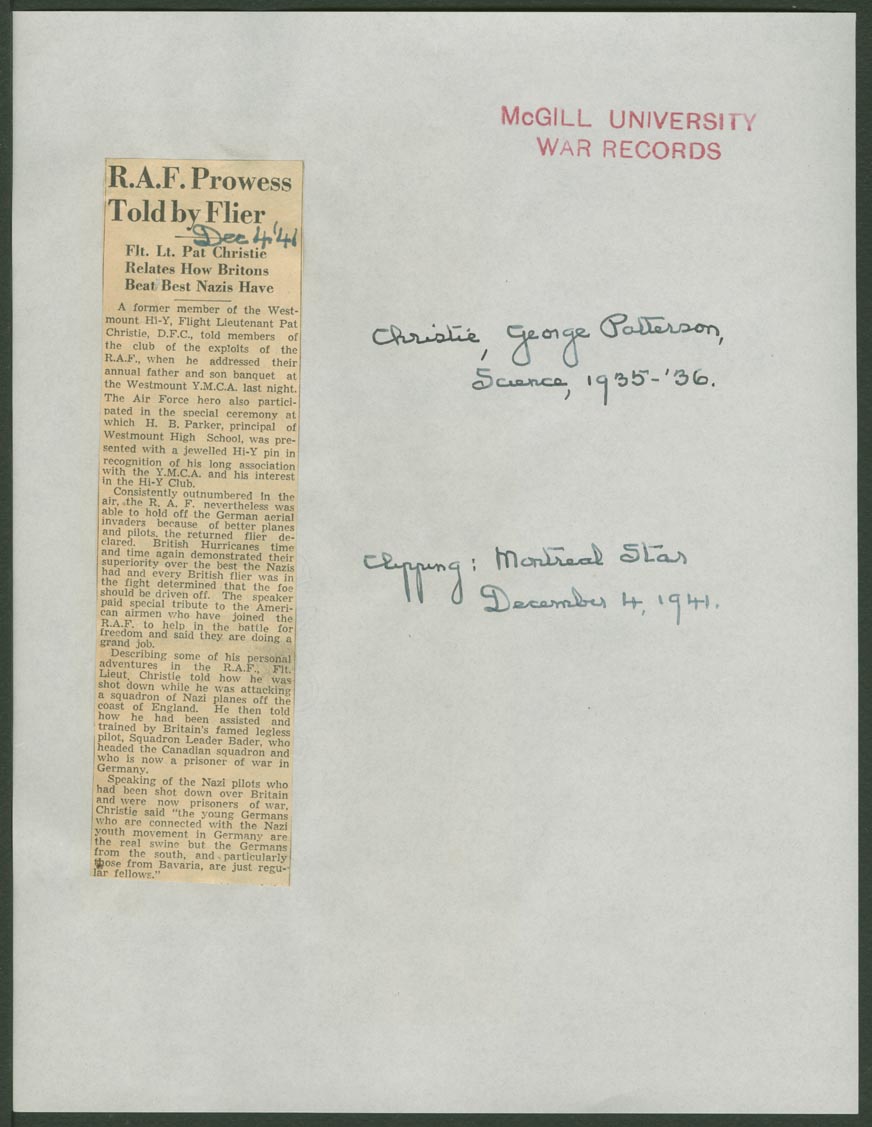 McGILL UNIVERSITY
WAR RECORDS
R.A.F. Prowess
Told by Flier
Dec 4 '41
Flt. Lt. Pat Christie
Relates How Britons
Beat Best Nazis Have
A former member of the West-
mount Hi-Y, Flight Lieutenant Pat
Christie, D.F.C., told members of
the club of the exploits of the
R.A.F., when he addressed their
annual father and son banquet at
the Westmount Y.M.C.A. last night.
The Air Force hero also partici-
pated in the special ceremony at
which H. B. Parker, principal of
Westmount High School, was pre-
sented with a jewelled Hi-Y pin in
recognition of his long association
with the Y.M.C.A. and his interest
in the Hi-Y Club.
Consistently outnumbered in the
air, the R. A. F. nevertheless was
able to hold off the German aerial
invaders because of better planes
and pilots, the returned flier de-
clared. British Hurricanes time
and time again demonstrated their
superiority over the best the Nazis
had and every British flier was in
the fight determined that the foe
should be driven off. The speaker
paid special tribute to the Ameri-
can airmen who have joined the
R.A.F. to help in the battle for
freedom and said they are doing a
grand job.
Describing some of his personal
adventures in the R.A.F., Flt.
Lieut. Christie told how he was
shot down while he was attacking
a squadron of Nazi planes off the
coast of England. He then told
how he had been assisted and
trained by Britain's famed legless
pilot, Squadron Leader Bader, who
headed the Canadian squadron and
who is now a prisoner of war in
Germany.
Speaking of the Nazi pilots who
had been shot down over Britain
and were now prisoners of war,
Christie said "the young Germans
who are connected with the Nazi
youth movement in Germany are
the real swine but the Germans
from the south, and particularly
those from Bavaria, are just regu-
lar fellows."
Christie, George Patterson,
Science, 1935-'36.
Clipping: Montreal Star
December 4, 1941.